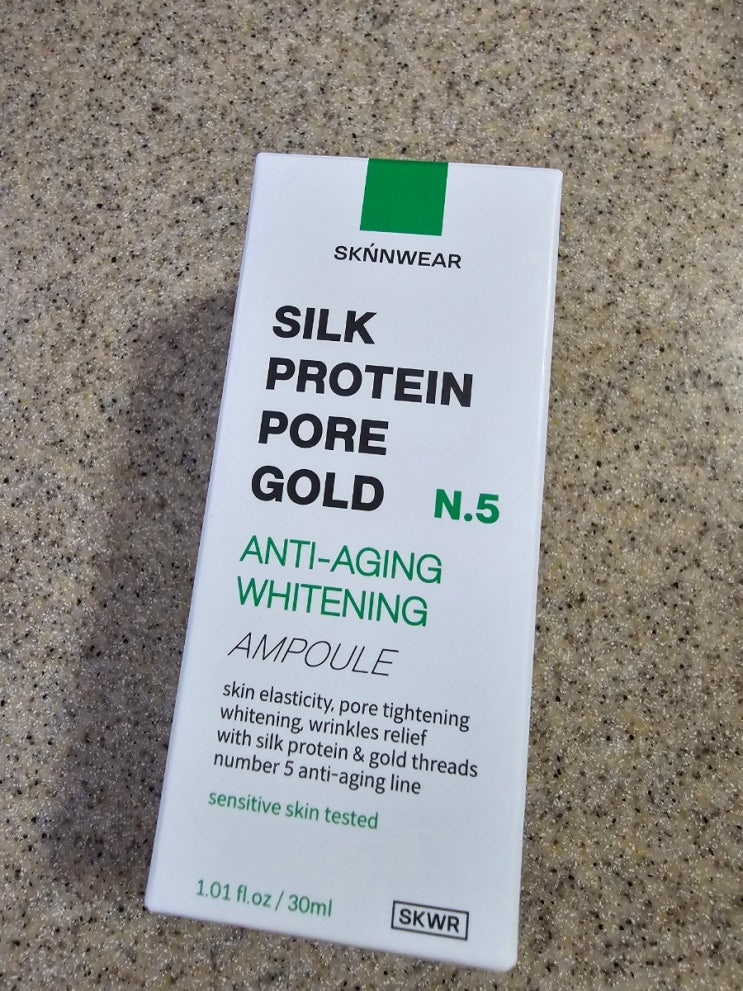 SKŃNWEAR
SILK
PROTEIN
PORE
GOLD N.5
ANTI-AGING
WHITENING
AMPOULE
skin elasticity, pore tightening
whitening, wrinkles relief
with silk protein & gold threads
number 5 anti-aging line
sensitive skin tested
1.01 fl.oz / 30ml
SKWR